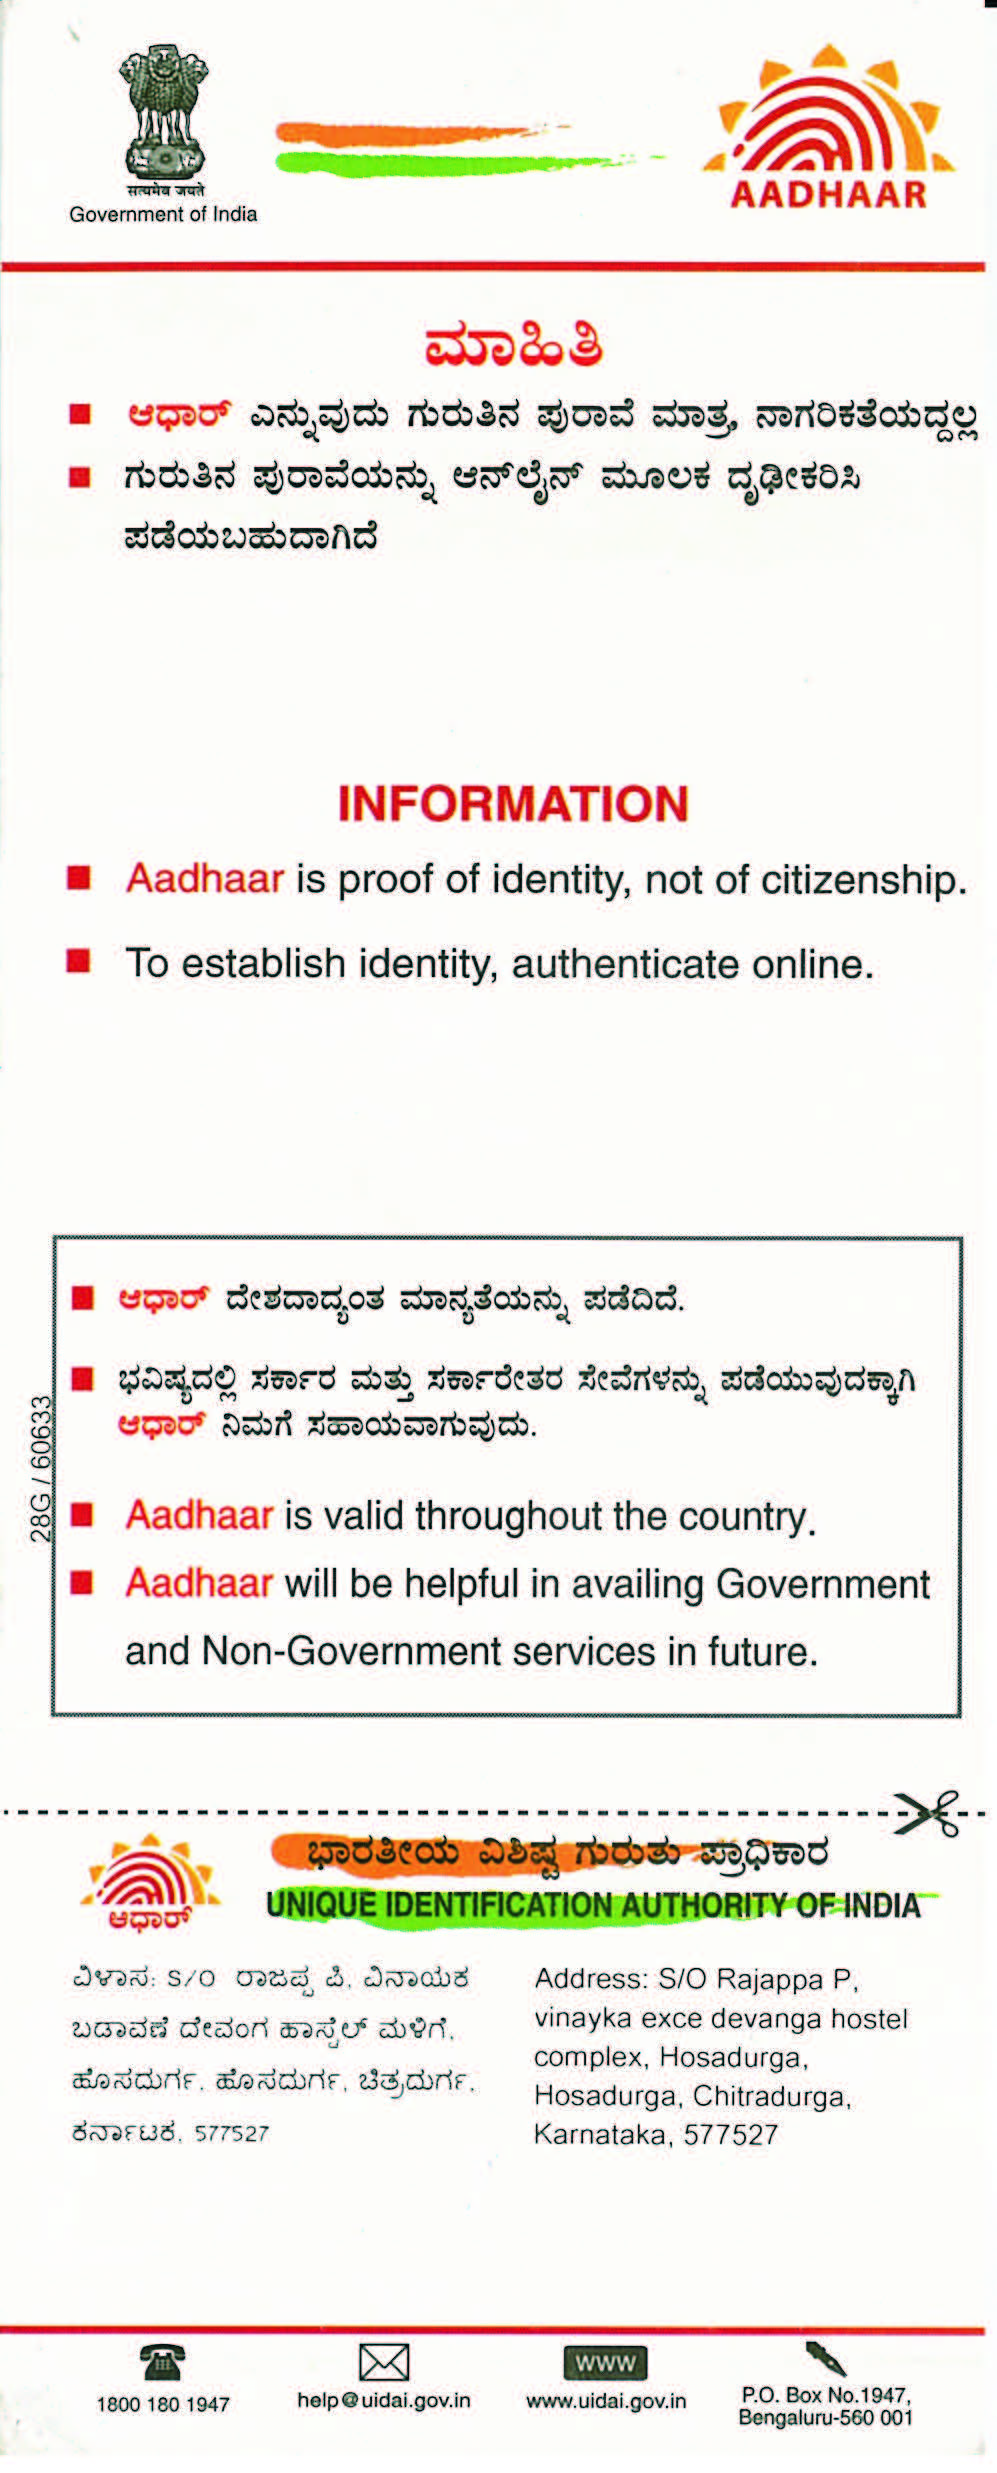 सत्यमेव जयते
Government of India
AADHAAR
ಮಾಹಿತಿ
ಆಧಾರ್ ಎನ್ನುವುದು ಗುರುತಿನ ಪುರಾವೆ ಮಾತ್ರ, ನಾಗರಿಕತೆಯದ್ದಲ್ಲ
ಗುರುತಿನ ಪುರಾವೆಯನ್ನು ಆನ್‌ಲೈನ್ ಮೂಲಕ ದೃಢೀಕರಿಸಿ
ಪಡೆಯಬಹುದಾಗಿದೆ
INFORMATION
Aadhaar is proof of identity, not of citizenship.
To establish identity, authenticate online.
ಆಧಾರ್ ದೇಶದಾದ್ಯಂತ ಮಾನ್ಯತೆಯನ್ನು ಪಡೆದಿದೆ.
ಭವಿಷ್ಯದಲ್ಲಿ ಸರ್ಕಾರ ಮತ್ತು ಸರ್ಕಾರೇತರ ಸೇವೆಗಳನ್ನು ಪಡೆಯುವುದಕ್ಕಾಗಿ
ಆಧಾರ್ ನಿಮಗೆ ಸಹಾಯವಾಗುವುದು.
28G / 60633
Aadhaar is valid throughout the country.
Aadhaar will be helpful in availing Government
and Non-Government services in future.
ಭಾರತೀಯ ವಿಶಿಷ್ಟ ಗುರುತು ಪ್ರಾಧಿಕಾರ
UNIQUE IDENTIFICATION AUTHORITY OF INDIA
ಆಧಾರ್
ವಿಳಾಸ: S/O ರಾಜಪ್ಪ ಪಿ, ವಿನಾಯಕ
ಬಡಾವಣೆ ದೇವಂಗ ಹಾಸ್ಟೆಲ್ ಮಳಿಗೆ,
ಹೊಸದುರ್ಗ, ಹೊಸದುರ್ಗ, ಚಿತ್ರದುರ್ಗ,
ಕರ್ನಾಟಕ, 577527
Address: S/O Rajappa P,
vinayka exce devanga hostel
complex, Hosadurga,
Hosadurga, Chitradurga,
Karnataka, 577527
1800 180 1947
help@uidai.gov.in
www
www.uidai.gov.in
P.O. Box No.1947,
Bengaluru-560 001